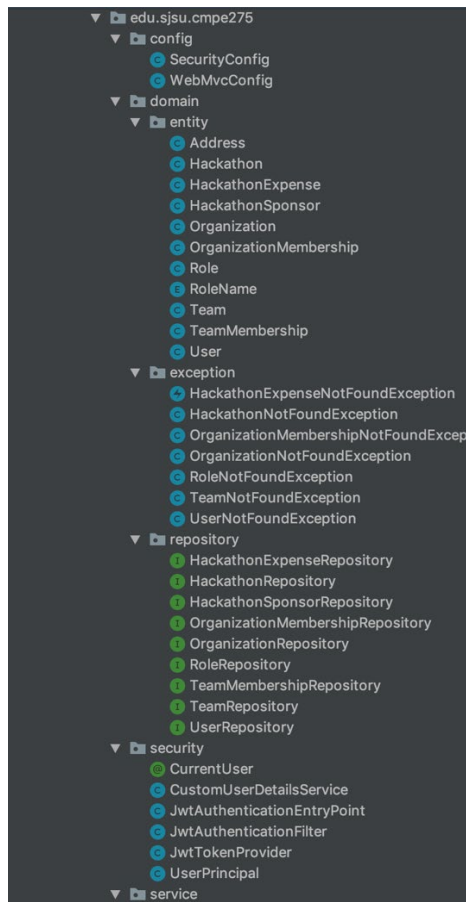 edu.sjsu.cmpe275
config
SecurityConfig
WebMvcConfig
domain
entity
Address
Hackathon
HackathonExpense
HackathonSponsor
Organization
OrganizationMembership
Role
RoleName
Team
TeamMembership
User
exception
HackathonExpenseNotFoundException
HackathonNotFoundException
OrganizationMembershipNotFoundExcep
OrganizationNotFoundException
RoleNotFoundException
TeamNotFoundException
UserNotFoundException
repository
HackathonExpenseRepository
HackathonRepository
HackathonSponsorRepository
OrganizationMembershipRepository
OrganizationRepository
RoleRepository
TeamMembershipRepository
TeamRepository
UserRepository
security
CurrentUser
CustomUserDetailsService
JwtAuthenticationEntryPoint
JwtAuthenticationFilter
JwtTokenProvider
UserPrincipal
service